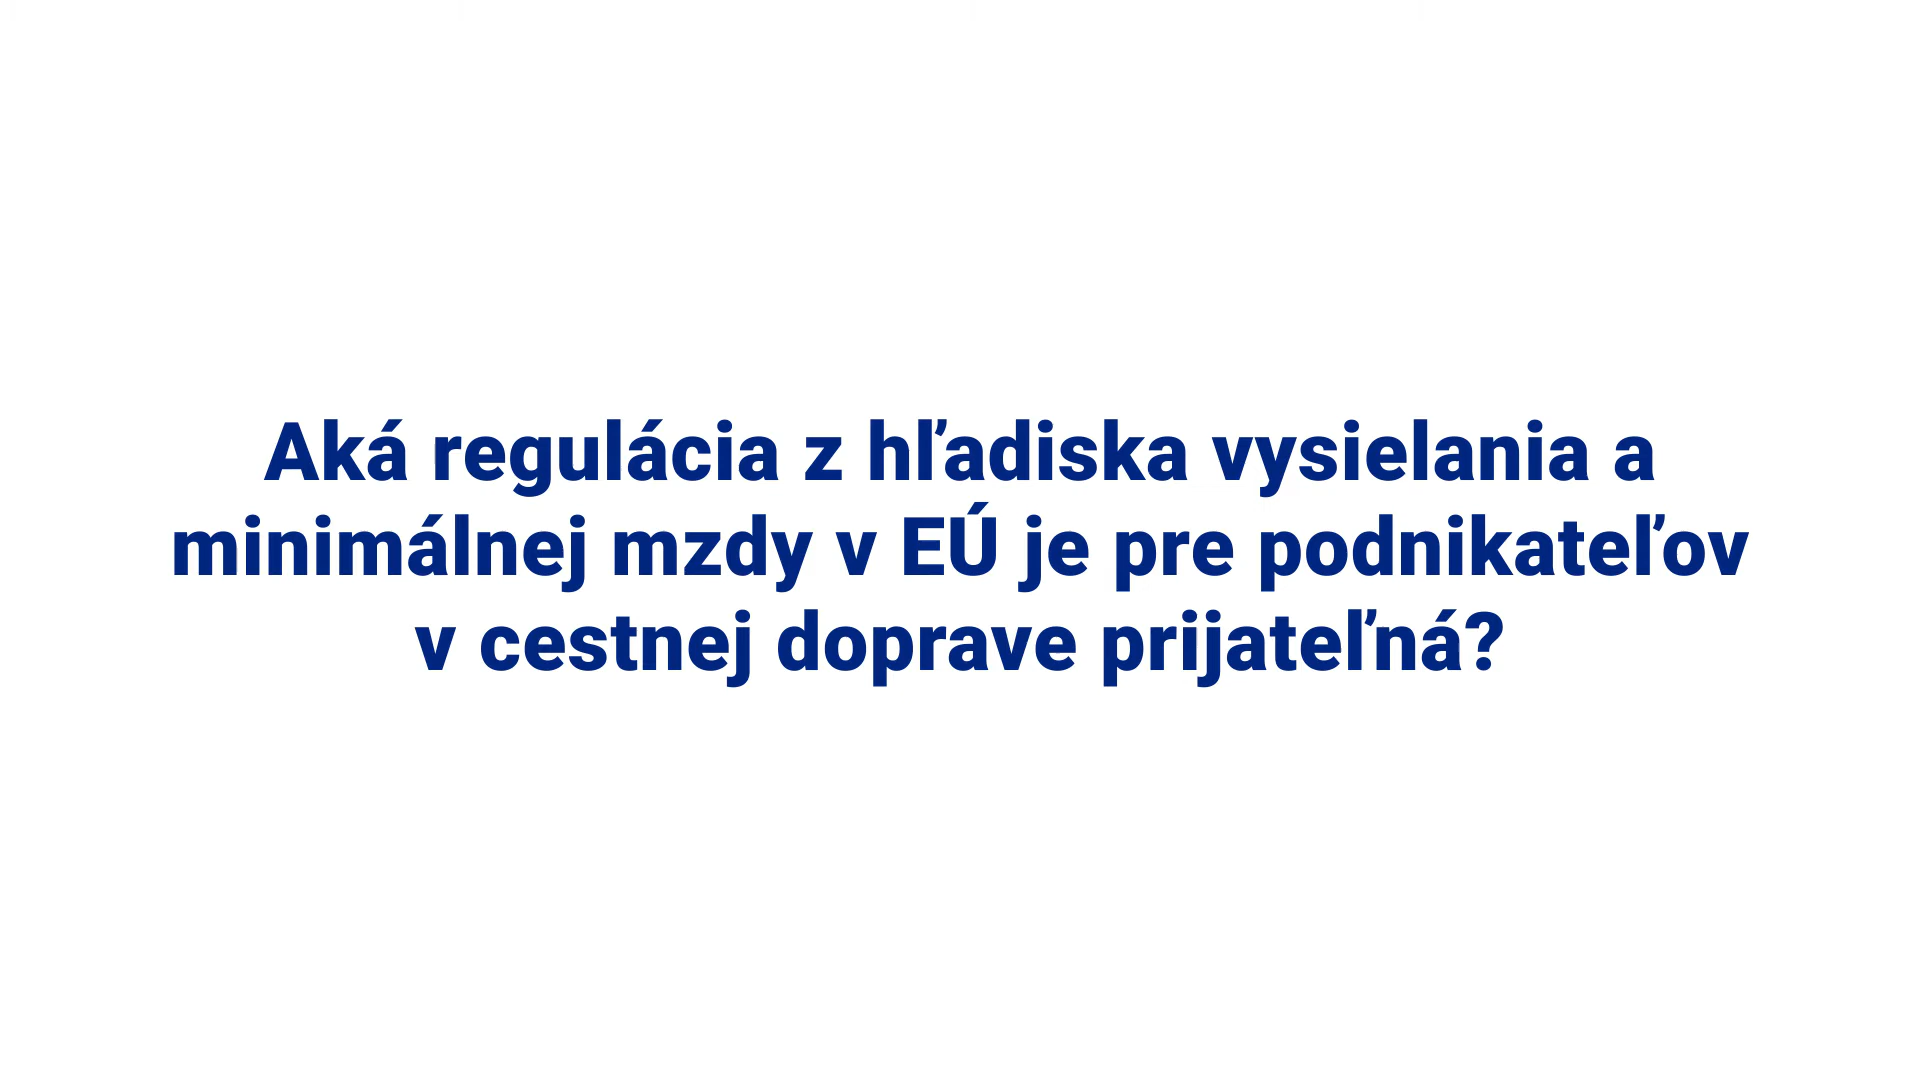 Aká regulácia z hľadiska vysielania a
minimálnej mzdy v EÚ je pre podnikateľov
v cestnej doprave prijateľná?